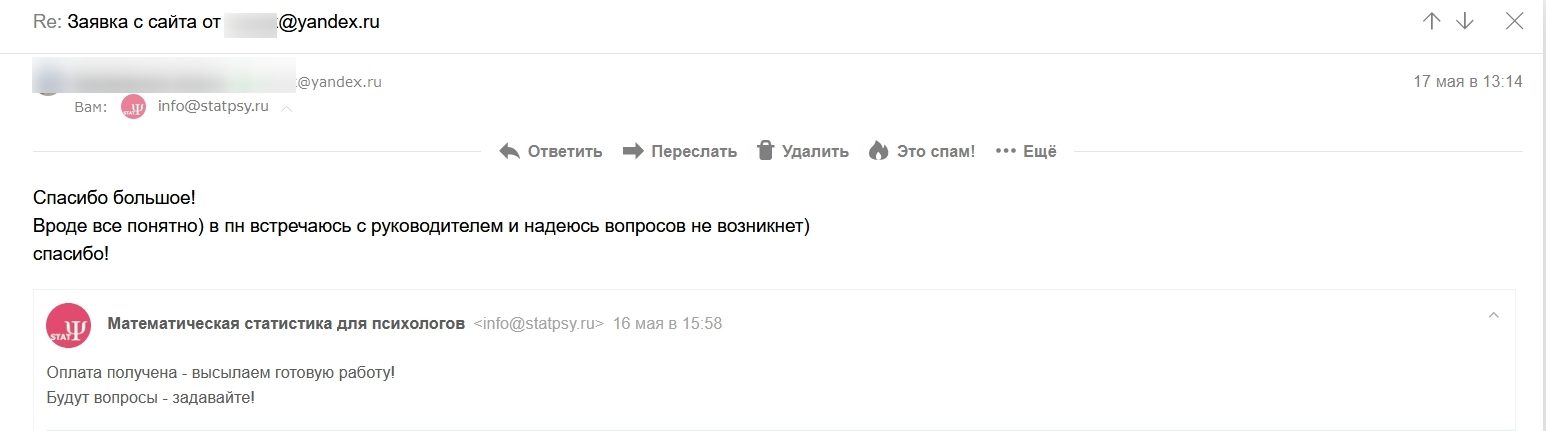 Re: Заявка с сайта от @yandex.ru
@yandex.ru
17 мая в 13:14
Вам: STAT info@statpsy.ru
Ответить Переслать Удалить Это спам! Ещё
Спасибо большое!
Вроде все понятно) в пн встречаюсь с руководителем и надеюсь вопросов не возникнет)
спасибо!
STAT Ψ
Математическая статистика для психологов <info@statpsy.ru> 16 мая в 15:58
Оплата получена - высылаем готовую работу!
Будут вопросы - задавайте!